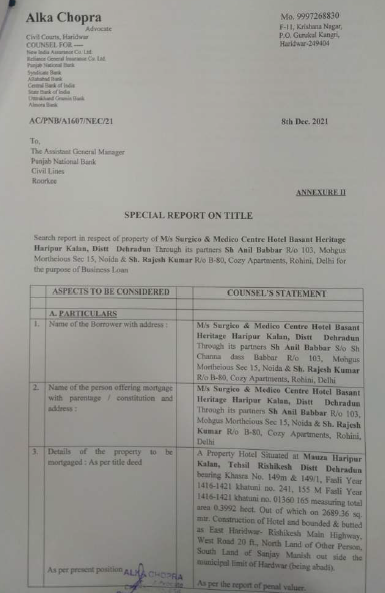 Alka Chopra
Advocate
Civil Courts, Haridwar
COUNSEL FOR ----
New India Assurance Co. Ltd
Reliance General Insurance Co. Ltd
Punjab National Bank
Syndicate Bank
Allahabad Bank
Central Bank of India
State Bank of India
Uttrakhand Gramin Bank
Almora Bank
Mo. 9997268830
F-11, Krishna Nagar,
P.O. Gurukul Kangri,
Haridwar-249404
AC/PNB/A1607/NEC/21
8th Dec. 2021
To,
The Assistant General Manager
Punjab National Bank
Civil Lines
Roorkee
ANNEXURE II
SPECIAL REPORT ON TITLE
Search report in respect of property of M/s Surgico & Medico Centre Hotel Basant Heritage
Haripur Kalan, Distt Dehradun Through its partners Sh Anil Babbar R/o 103, Mohgus
Mortheious Sec 15, Noida & Sh. Rajesh Kumar R/o B-80, Cozy Apartments, Rohini, Delhi for
the purpose of Business Loan
ASPECTS TO BE CONSIDERED
COUNSEL'S STATEMENT
A. PARTICULARS
1. Name of the Borrower with address :
M/s Surgico & Medico Centre Hotel Basant
Heritage Haripur Kalan, Distt Dehradun
Through its partners Sh Anil Babbar S/o Sh
Channa dass Babbar R/o 103, Mohgus
Mortheious Sec 15, Noida & Sh. Rajesh Kumar
R/o B-80, Cozy Apartments, Rohini, Delhi
2. Name of the person offering mortgage
with parentage / constitution and
address :
M/s Surgico & Medico Centre Hotel Basant
Heritage Haripur Kalan, Distt Dehradun
Through its partners Sh Anil Babbar R/o 103,
Mohgus Mortheious Sec 15, Noida & Sh. Rajesh
Kumar R/o B-80, Cozy Apartments, Rohini,
Delhi
3. Details of the property to be
mortgaged : As per title deed
A Property Hotel Situated at Mauza Haripur
Kalan, Tehsil Rishikesh Distt Dehradun
bearing Khasra No. 149m & 149/1, Fasli Year
1416-1421 khatuni no. 241, 155 M Fasli Year
1416-1421 khatuni no. 01360 165 measuring total
area 0.3992 hect. Out of which on 2689.36 sq.
mtr. Construction of Hotel and bounded & butted
as East Haridwar- Rishikesh Main Highway,
West Road 20 ft., North Land of Other Person,
South Land of Sanjay Manish out side the
municipal limit of Hardwar (being abadi).
As per present position
ALKA CHOPRA
As per the report of penal valuer.